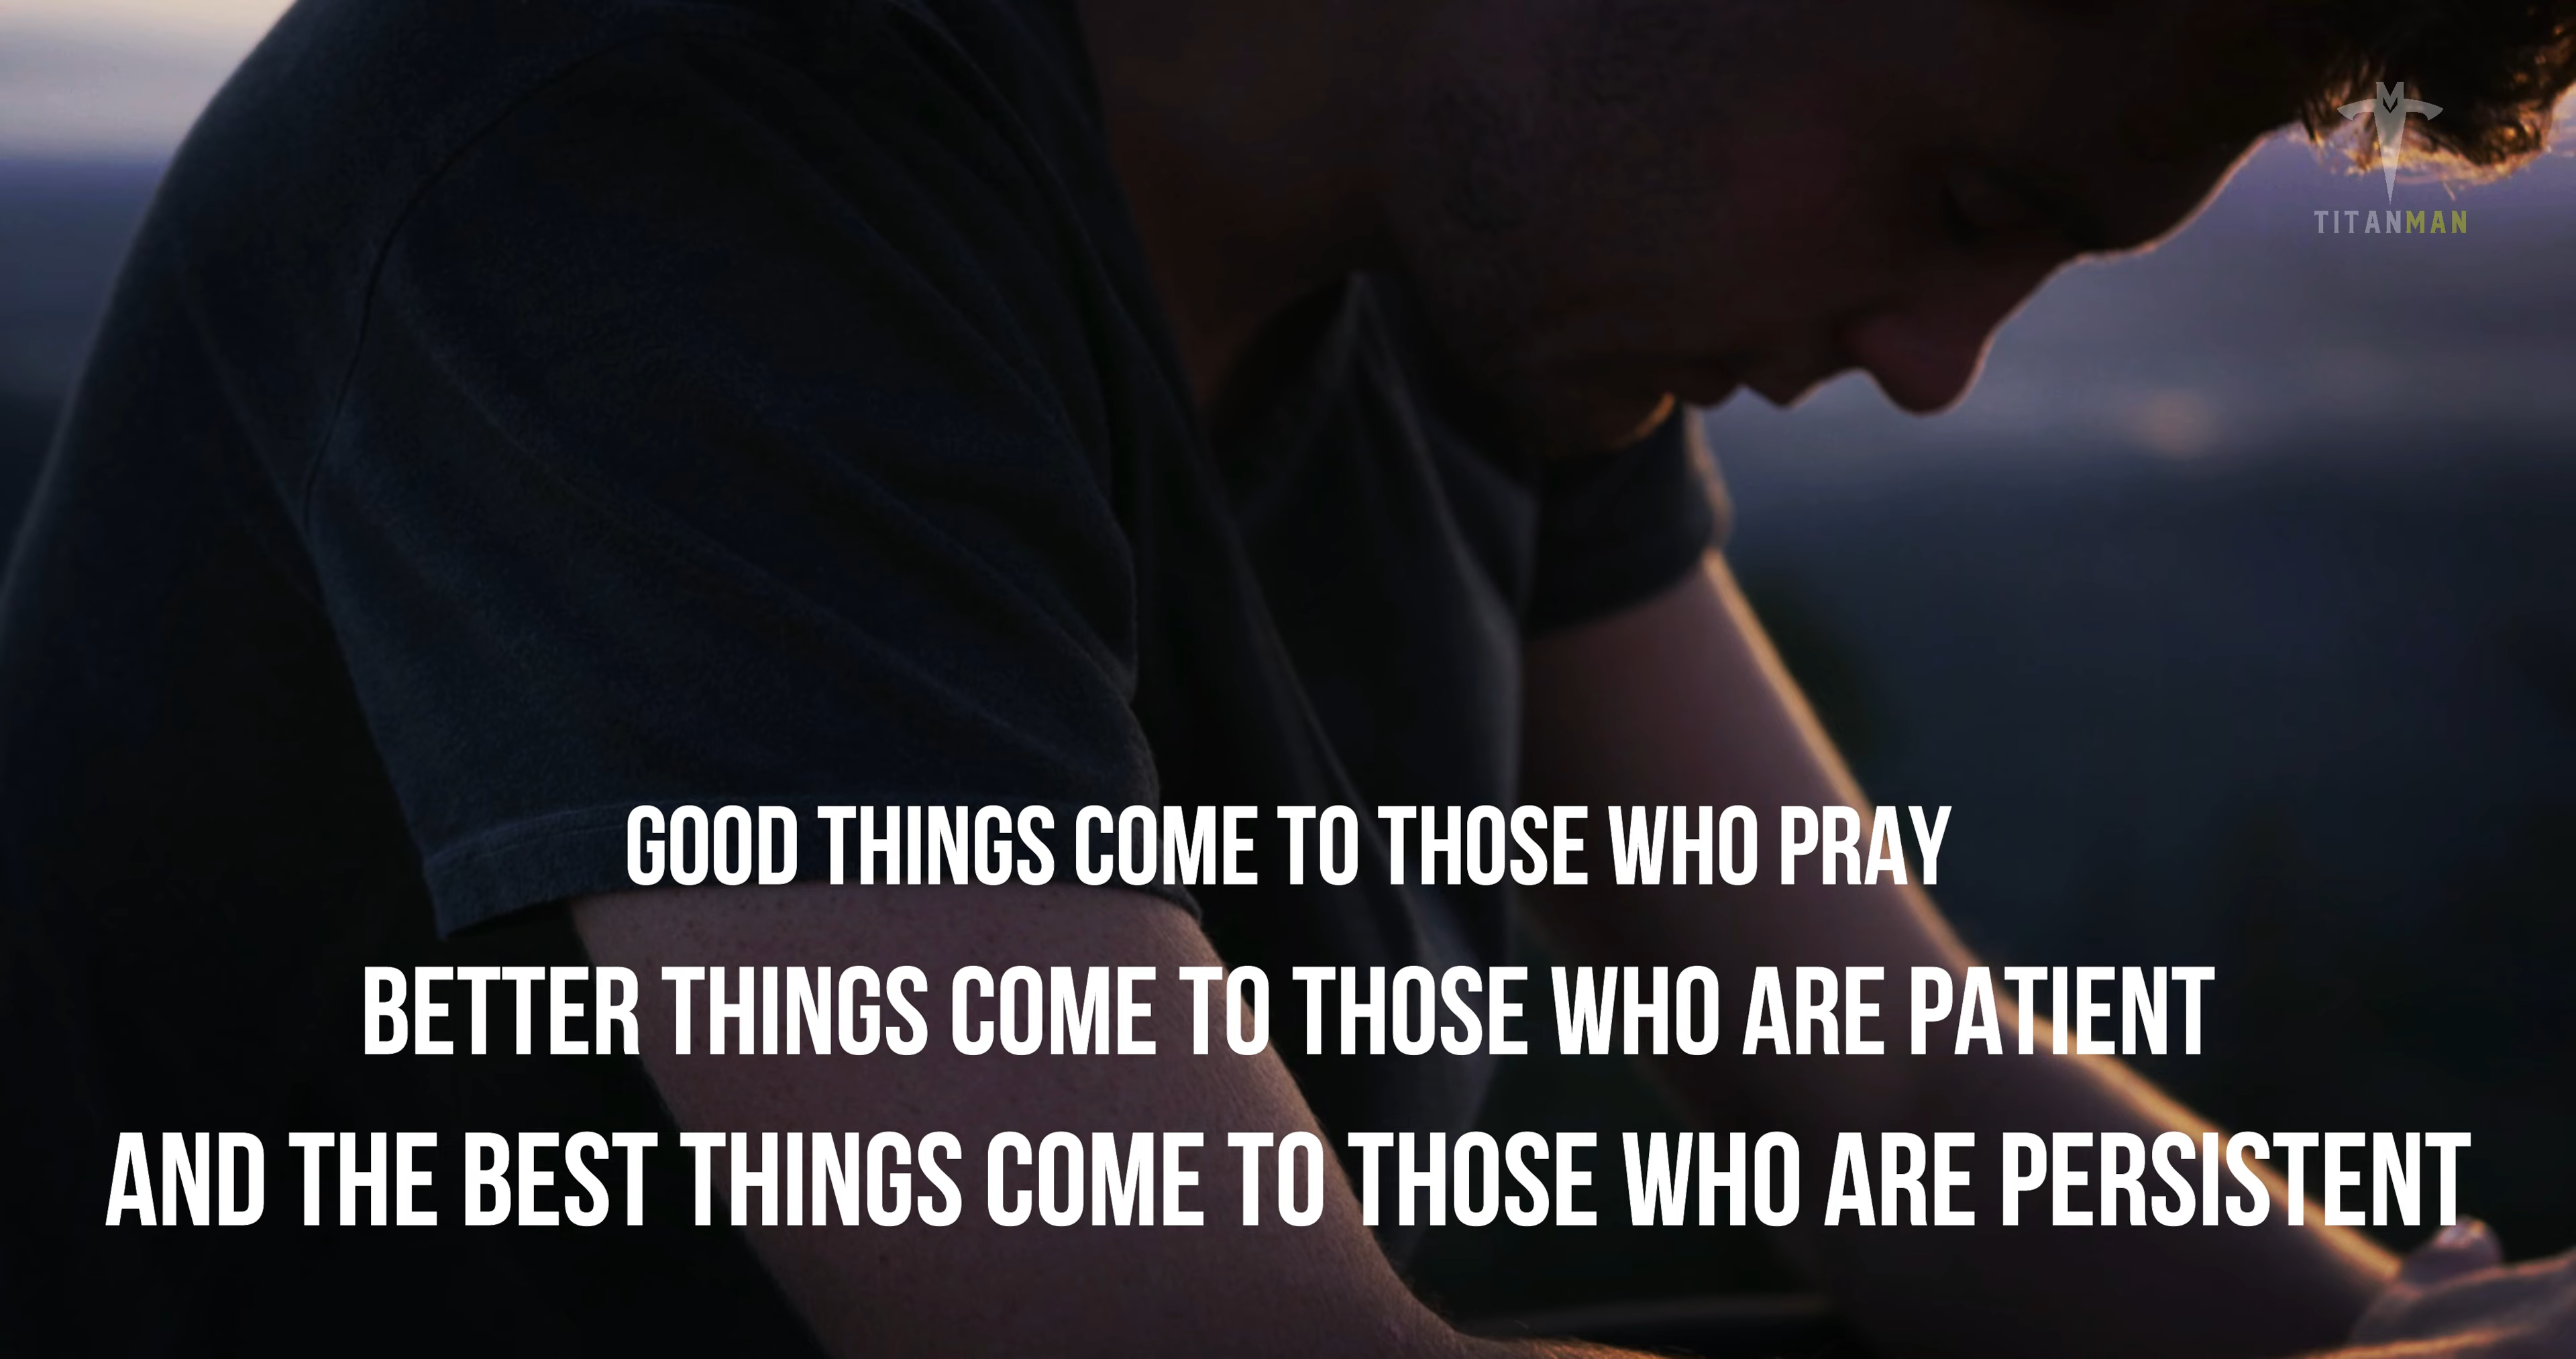 TITANMAN
GOOD THINGS COME TO THOSE WHO PRAY
BETTER THINGS COME TO THOSE WHO ARE PATIENT
AND THE BEST THINGS COME TO THOSE WHO ARE PERSISTENT